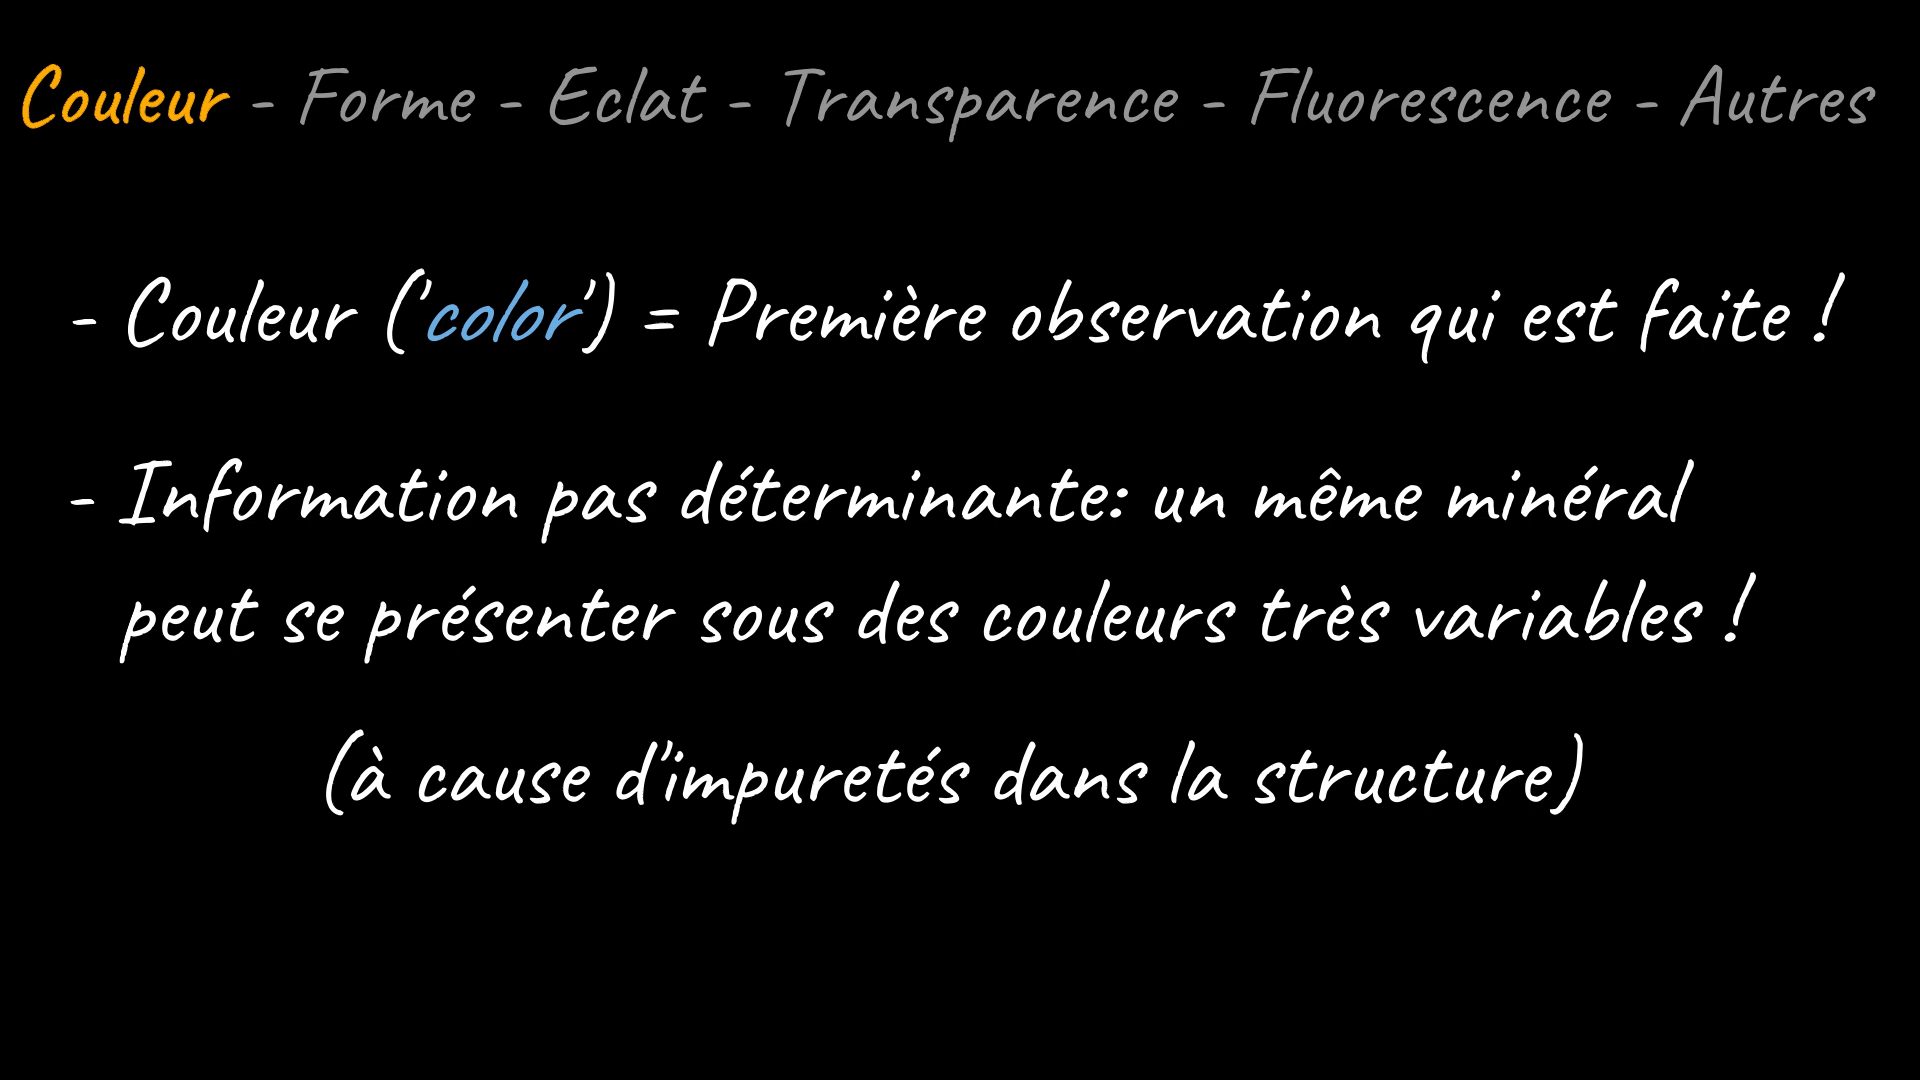 Couleur - Forme - Eclat - Transparence - Fluorescence - Autres
- Couleur ('color') = Première observation qui est faite !
- Information pas déterminante: un même minéral
peut se présenter sous des couleurs très variables !
(à cause d'impuretés dans la structure)